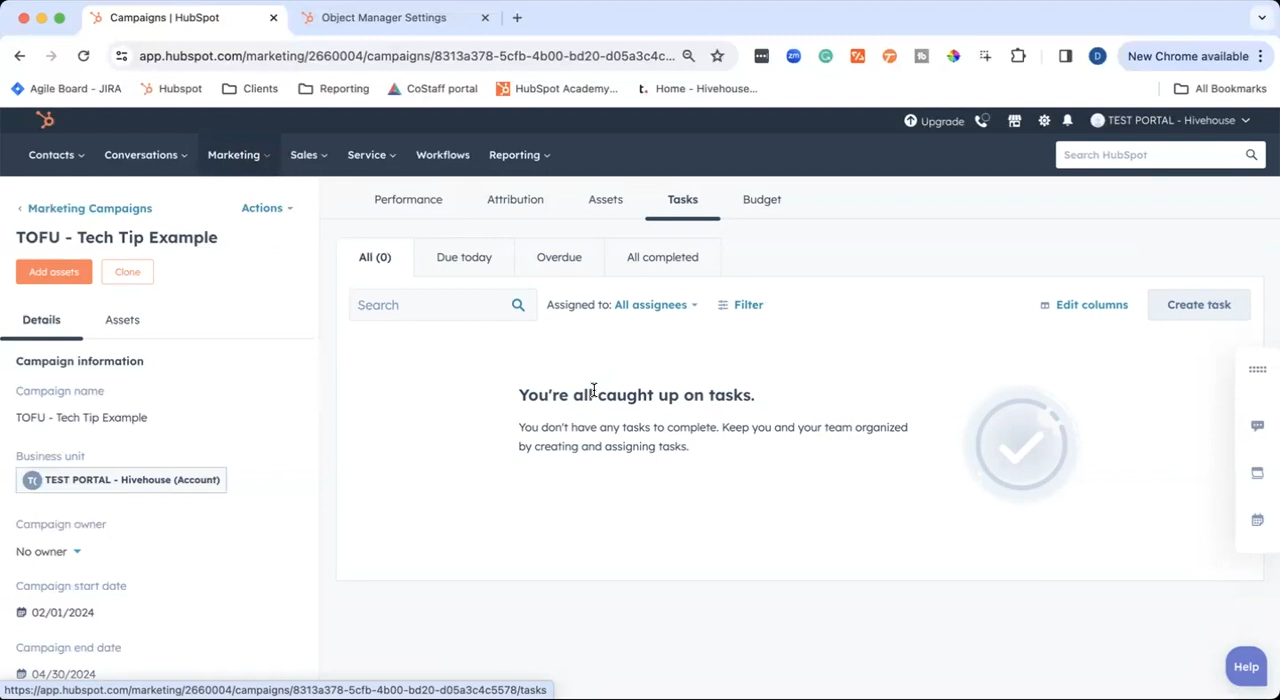 Campaigns | HubSpot
Object Manager Settings
app.hubspot.com/marketing/2660004/campaigns/8313a378-5cfb-4b00-bd20-d05a3c4c...
New Chrome available
Agile Board - JIRA
Hubspot
Clients
Reporting
CoStaff portal
HubSpot Academy...
Home - Hivehouse...
All Bookmarks
Upgrade
TEST PORTAL - Hivehouse
Contacts
Conversations
Marketing
Sales
Service
Workflows
Reporting
Search HubSpot
Marketing Campaigns
Actions
TOFU - Tech Tip Example
Add assets
Clone
Details
Assets
Campaign information
Campaign name
TOFU - Tech Tip Example
Business unit
T( TEST PORTAL - Hivehouse (Account)
Campaign owner
No owner
Campaign start date
02/01/2024
Campaign end date
04/30/2024
Performance
Attribution
Assets
Tasks
Budget
All (0)
Due today
Overdue
All completed
Search
Assigned to: All assignees
Filter
Edit columns
Create task
You're all caught up on tasks.
You don't have any tasks to complete. Keep you and your team organized
by creating and assigning tasks.
Help
https://app.hubspot.com/marketing/2660004/campaigns/8313a378-5cfb-4b00-bd20-d05a3c4c5578/tasks